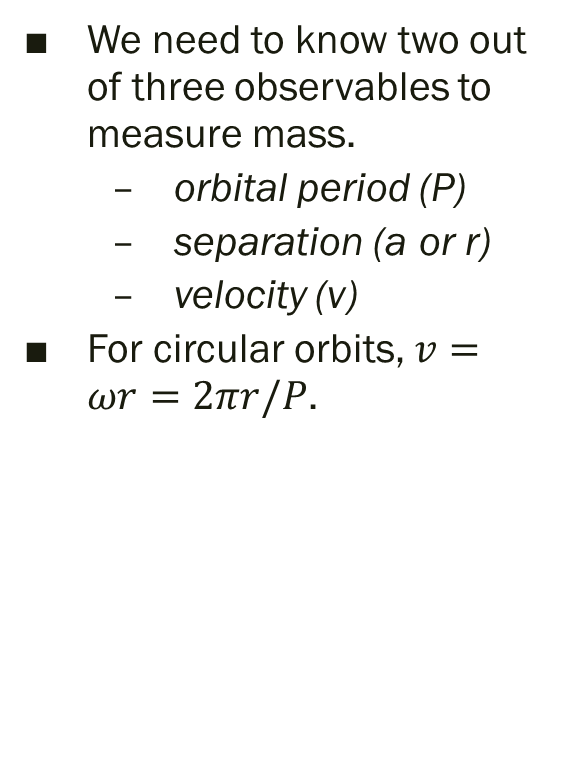 ■ We need to know two out
of three observables to
measure mass.
– orbital period (P)
– separation (a or r)
– velocity (v)
■ For circular orbits, 𝑣 =
𝜔𝑟 = 2𝜋𝑟/𝑃.